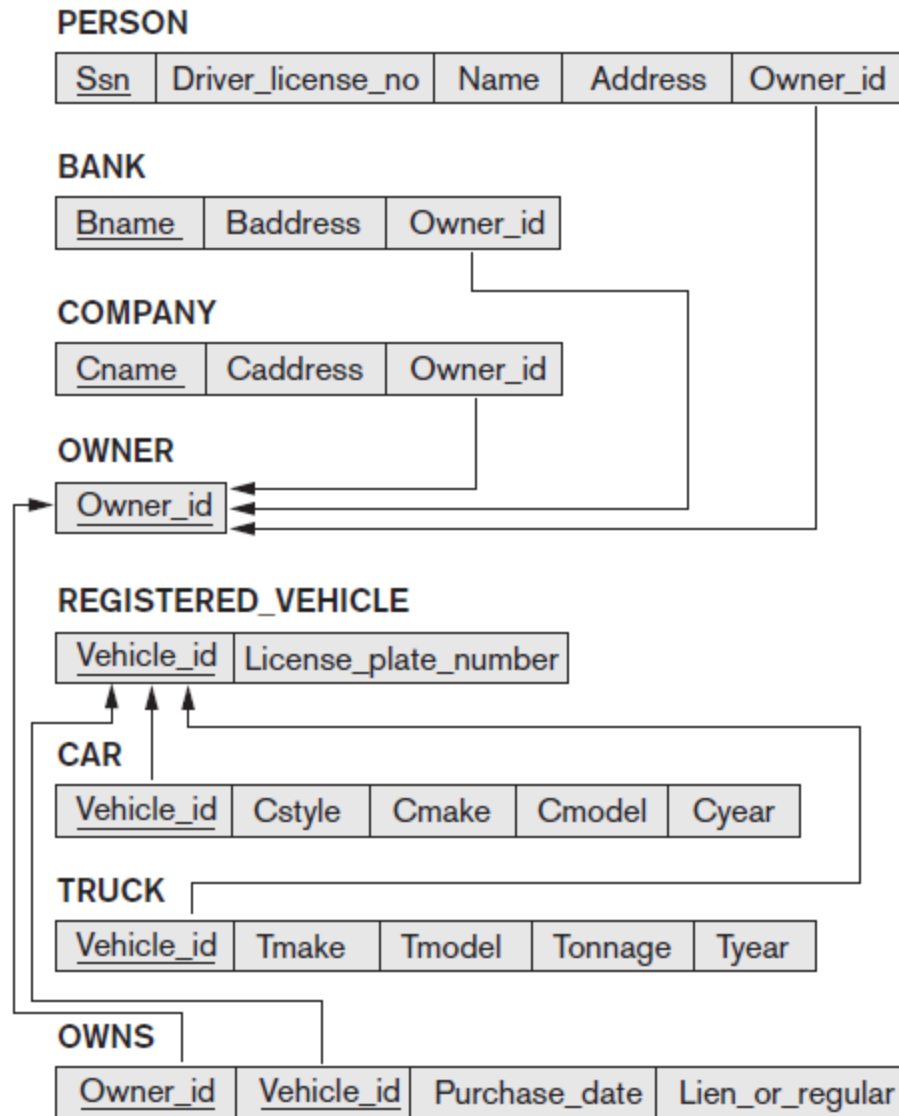 PERSON
Ssn Driver_license_no Name Address Owner_id
BANK
Bname Baddress Owner_id
COMPANY
Cname Caddress Owner_id
OWNER
Owner_id
REGISTERED_VEHICLE
Vehicle_id License_plate_number
CAR
Vehicle_id Cstyle Cmake Cmodel Cyear
TRUCK
Vehicle_id Tmake Tmodel Tonnage Tyear
OWNS
Owner_id Vehicle_id Purchase_date Lien_or_regular